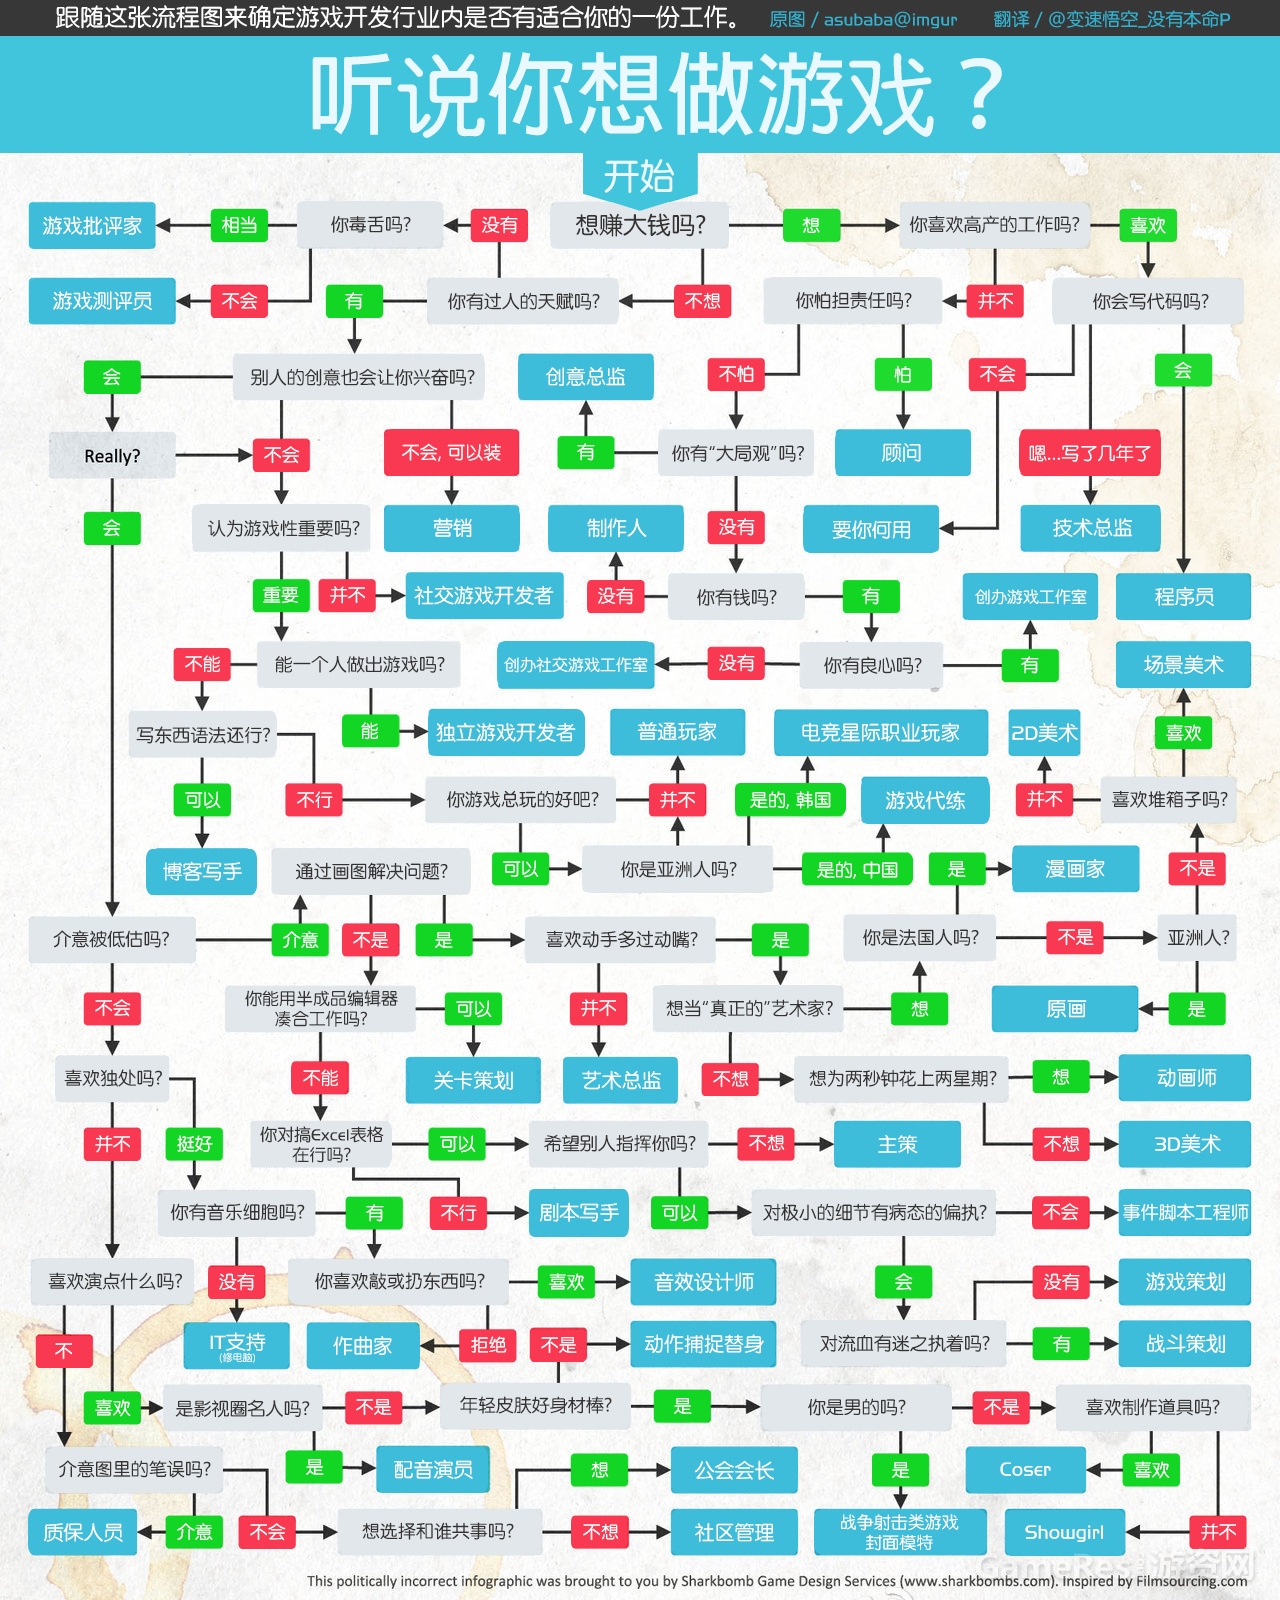 跟随这张流程图来确定游戏开发行业内是否有适合你的一份工作。 原图 / asubaba@imgur 翻译 / @变速悟空_没有本命P
听说你想做游戏？
开始
游戏批评家 相当 你毒舌吗? 没有 想赚大钱吗? 想 你喜欢高产的工作吗? 喜欢
游戏测评员 不会 有 你有过人的天赋吗? 不想 你怕担责任吗? 并不 你会写代码吗?
会 别人的创意也会让你兴奋吗? 创意总监 不怕 怕 不会 会
Really? 不会 不会, 可以装 有 你有“大局观”吗? 顾问 嗯...写了几年了
会 认为游戏性重要吗? 营销 制作人 没有 要你何用 技术总监
重要 并不 社交游戏开发者 没有 你有钱吗? 有 创办游戏工作室 程序员
不能 能一个人做出游戏吗? 创办社交游戏工作室 没有 你有良心吗? 有 场景美术
写东西语法还行? 能 独立游戏开发者 普通玩家 电竞星际职业玩家 2D美术 喜欢
可以 不行 你游戏总玩的好吧? 并不 是的, 韩国 游戏代练 并不 喜欢堆箱子吗?
博客写手 通过画图解决问题? 可以 你是亚洲人吗? 是的, 中国 是 漫画家 不是
介意被低估吗? 介意 不是 是 喜欢动手多过动嘴? 是 你是法国人吗? 不是 亚洲人?
不会 你能用半成品编辑器
凑合工作吗? 可以 并不 想当“真正的”艺术家? 想 原画 是
喜欢独处吗? 不能 关卡策划 艺术总监 不想 想为两秒钟花上两星期? 想 动画师
并不 挺好 你对搞Excel表格
在行吗? 可以 希望别人指挥你吗? 不想 主策 不想 3D美术
你有音乐细胞吗? 有 不行 剧本写手 可以 对极小的细节有病态的偏执? 不会 事件脚本工程师
喜欢演点什么吗? 没有 你喜欢敲或扔东西吗? 喜欢 音效设计师 会 没有 游戏策划
不 IT支持
(修电脑) 作曲家 拒绝 不是 动作捕捉替身 对流血有迷之执着吗? 有 战斗策划
喜欢 是影视圈名人吗? 不是 年轻皮肤好身材棒? 是 你是男的吗? 不是 喜欢制作道具吗?
介意图里的笔误吗? 是 配音演员 想 公会会长 是 Coser 喜欢
质保人员 介意 不会 想选择和谁共事吗? 不想 社区管理 战争射击类游戏
封面模特 Showgirl 并不
GameRes游资网
This politically incorrect infographic was brought to you by Sharkbomb Game Design Services (www.sharkbombs.com). Inspired by Filmsourcing.com